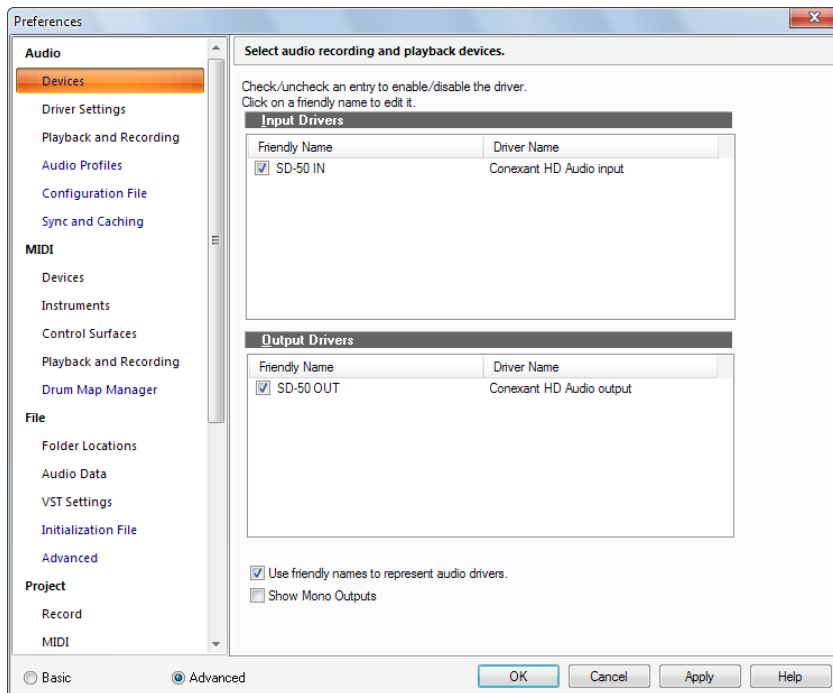 Preferences
Audio
Devices
Driver Settings
Playback and Recording
Audio Profiles
Configuration File
Sync and Caching
MIDI
Devices
Instruments
Control Surfaces
Playback and Recording
Drum Map Manager
File
Folder Locations
Audio Data
VST Settings
Initialization File
Advanced
Project
Record
MIDI
Select audio recording and playback devices.
Check/uncheck an entry to enable/disable the driver.
Click on a friendly name to edit it.
Input Drivers
Friendly Name Driver Name
SD-50 IN Conexant HD Audio input
Output Drivers
Friendly Name Driver Name
SD-50 OUT Conexant HD Audio output
Use friendly names to represent audio drivers.
Show Mono Outputs
Basic Advanced OK Cancel Apply Help